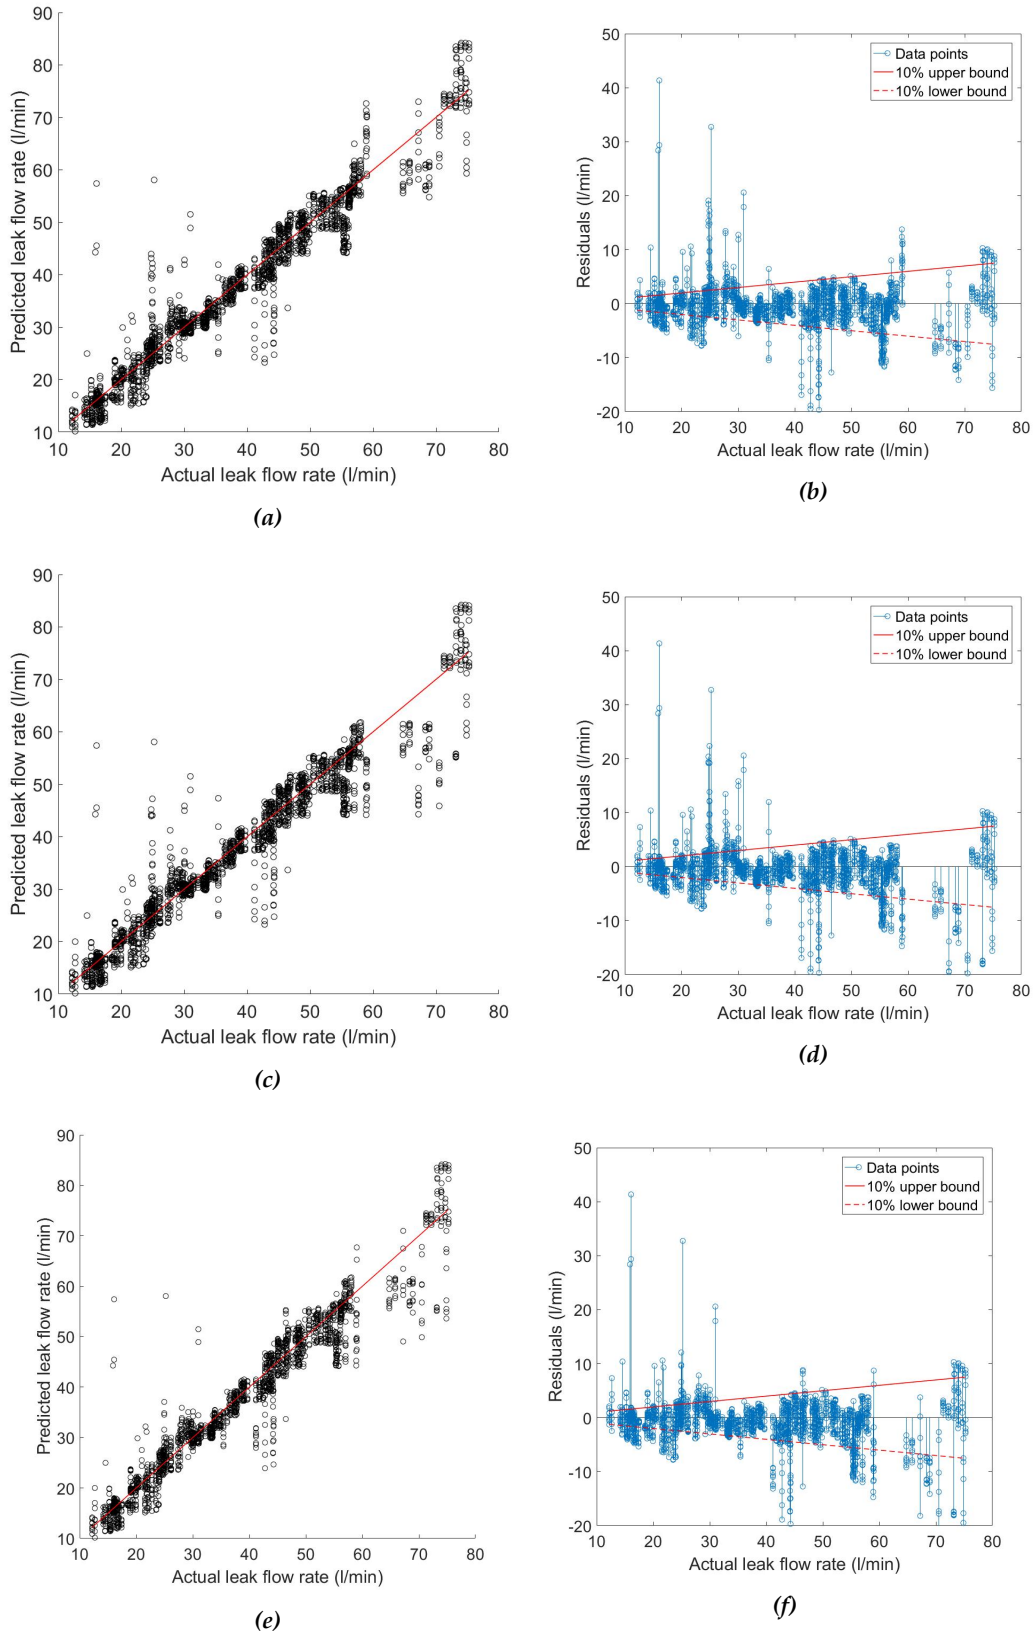 90
80
70
60
50
40
30
20
10
10 20 30 40 50 60 70 80
Predicted leak flow rate (l/min)
Actual leak flow rate (l/min)
(a)
50
40
30
20
10
0
-10
-20
10 20 30 40 50 60 70 80
Residuals (l/min)
Actual leak flow rate (l/min)
Data points
10% upper bound
10% lower bound
(b)
90
80
70
60
50
40
30
20
10
10 20 30 40 50 60 70 80
Predicted leak flow rate (l/min)
Actual leak flow rate (l/min)
(c)
50
40
30
20
10
0
-10
-20
10 20 30 40 50 60 70 80
Residuals (l/min)
Actual leak flow rate (l/min)
Data points
10% upper bound
10% lower bound
(d)
90
80
70
60
50
40
30
20
10
10 20 30 40 50 60 70 80
Predicted leak flow rate (l/min)
Actual leak flow rate (l/min)
(e)
50
40
30
20
10
0
-10
-20
10 20 30 40 50 60 70 80
Residuals (l/min)
Actual leak flow rate (l/min)
Data points
10% upper bound
10% lower bound
(f)